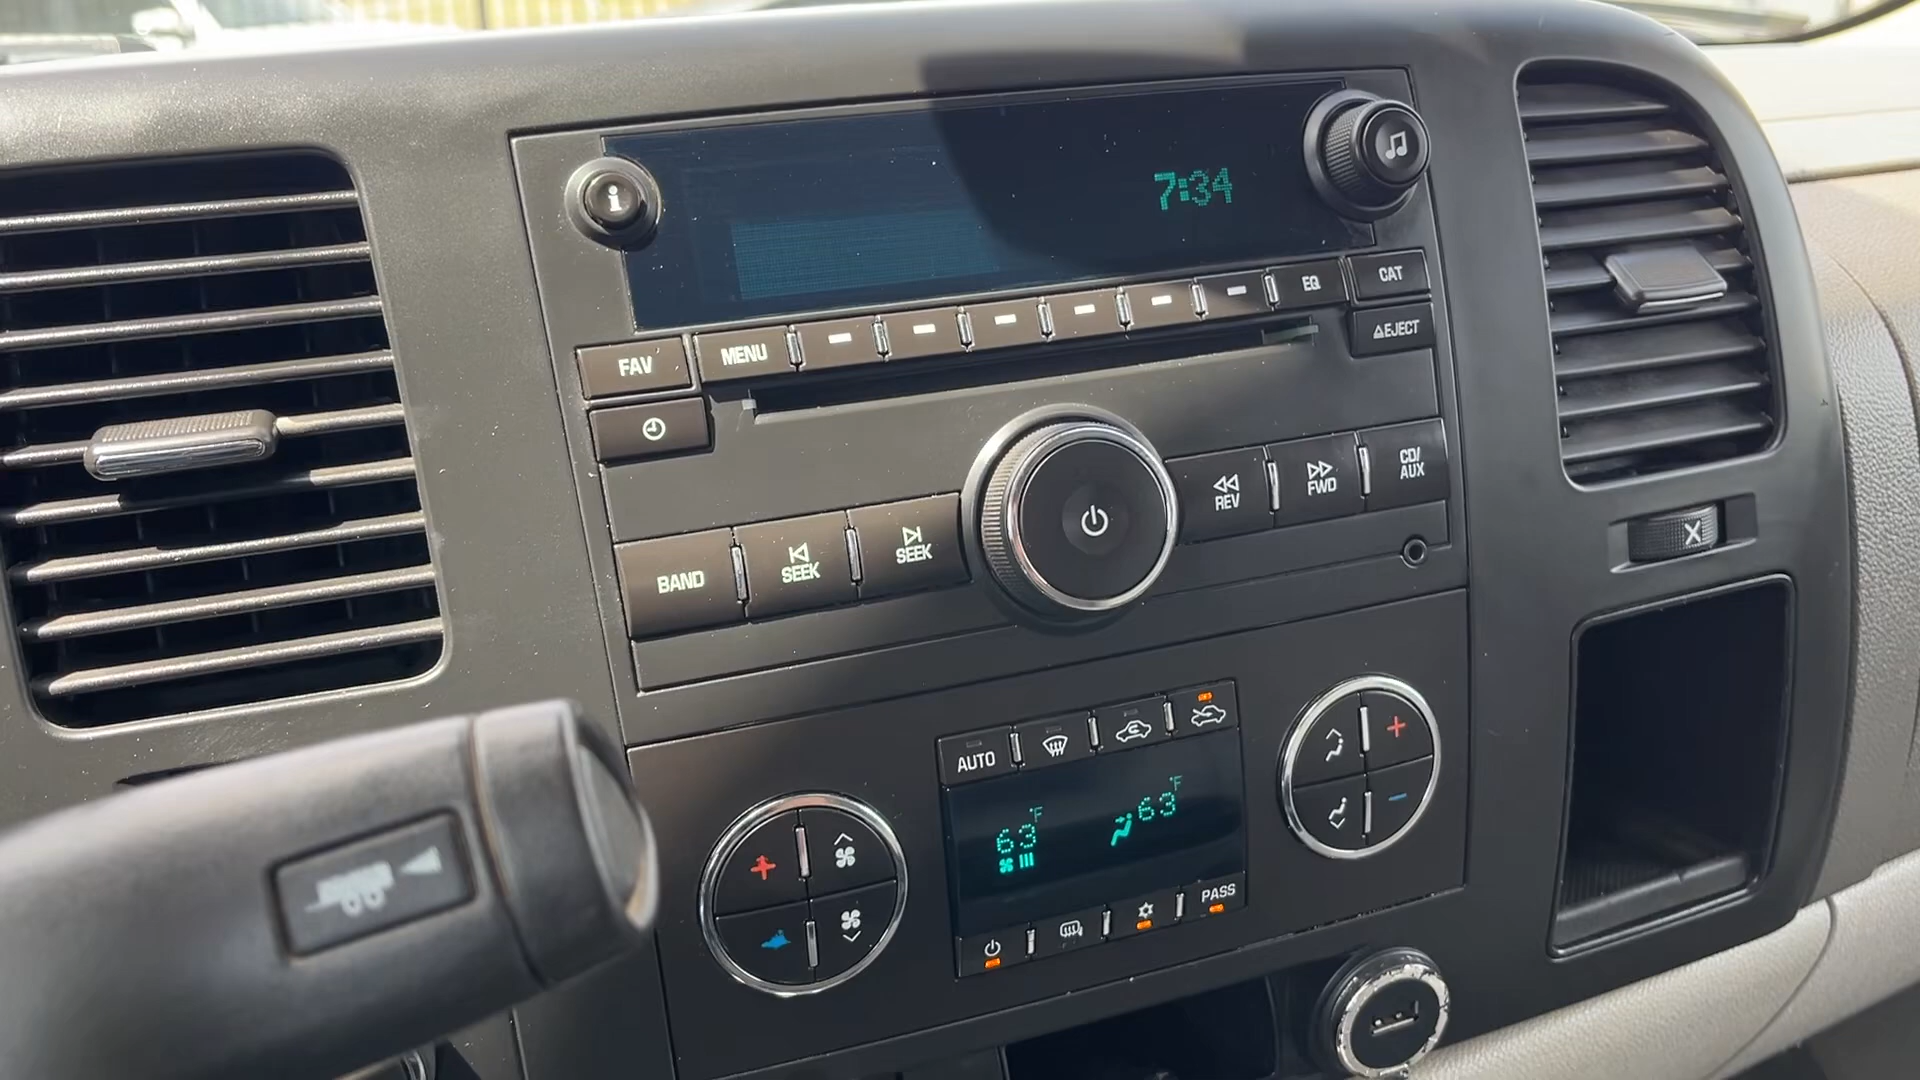 i
7:34
FAV
MENU
EQ
CAT
EJECT
BAND
SEEK
SEEK
REV
FWD
CD/
AUX
X
AUTO
63°F
63°F
PASS